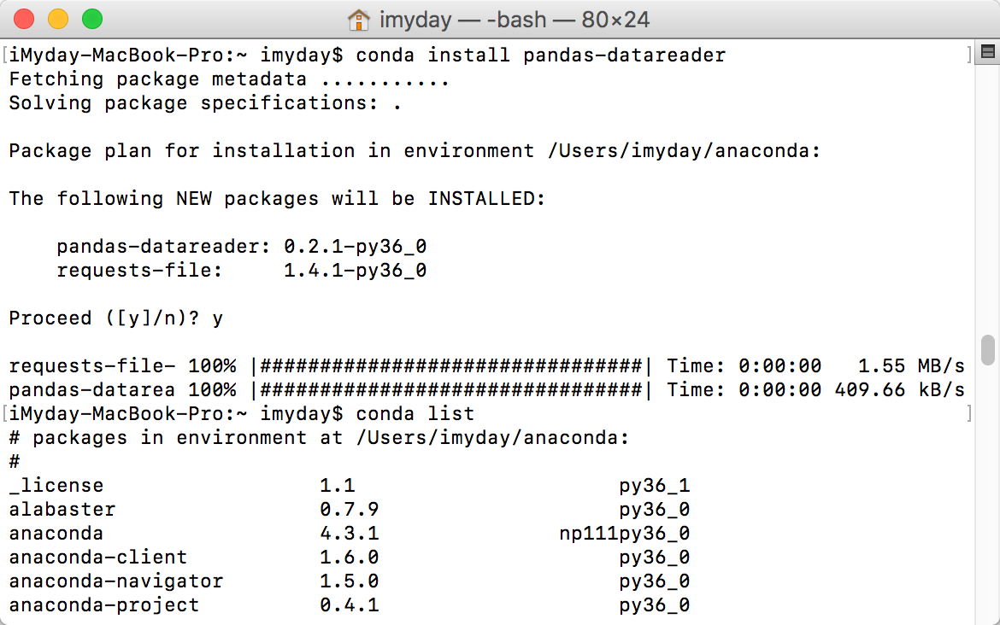 imyday — -bash — 80×24
[iMyday-MacBook-Pro:~ imyday$ conda install pandas-datareader ]
Fetching package metadata ...........
Solving package specifications: .
Package plan for installation in environment /Users/imyday/anaconda:
The following NEW packages will be INSTALLED:
pandas-datareader: 0.2.1-py36_0
requests-file: 1.4.1-py36_0
Proceed ([y]/n)? y
requests-file- 100% |################################| Time: 0:00:00 1.55 MB/s
pandas-datarea 100% |################################| Time: 0:00:00 409.66 kB/s
[iMyday-MacBook-Pro:~ imyday$ conda list ]
# packages in environment at /Users/imyday/anaconda:
#
_license 1.1 py36_1
alabaster 0.7.9 py36_0
anaconda 4.3.1 np111py36_0
anaconda-client 1.6.0 py36_0
anaconda-navigator 1.5.0 py36_0
anaconda-project 0.4.1 py36_0